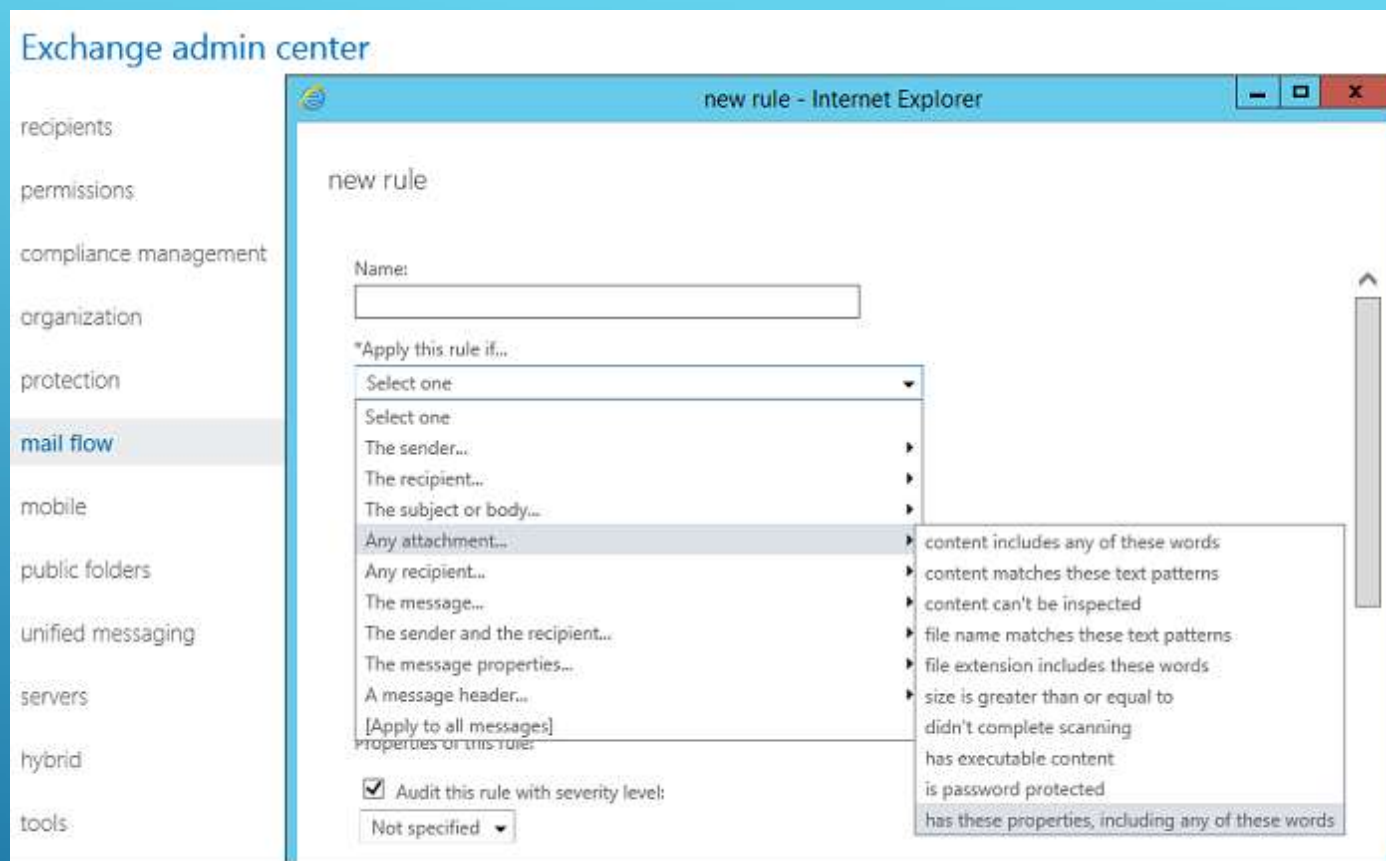 Exchange admin center
recipients
permissions
compliance management
organization
protection
mail flow
mobile
public folders
unified messaging
servers
hybrid
tools
new rule - Internet Explorer
new rule
Name:
*Apply this rule if...
Select one
Select one
The sender...
The recipient...
The subject or body...
Any attachment...
Any recipient...
The message...
The sender and the recipient...
The message properties...
A message header...
[Apply to all messages]
content includes any of these words
content matches these text patterns
content can't be inspected
file name matches these text patterns
file extension includes these words
size is greater than or equal to
didn't complete scanning
has executable content
is password protected
has these properties, including any of these words
Properties of this rule:
Audit this rule with severity level:
Not specified